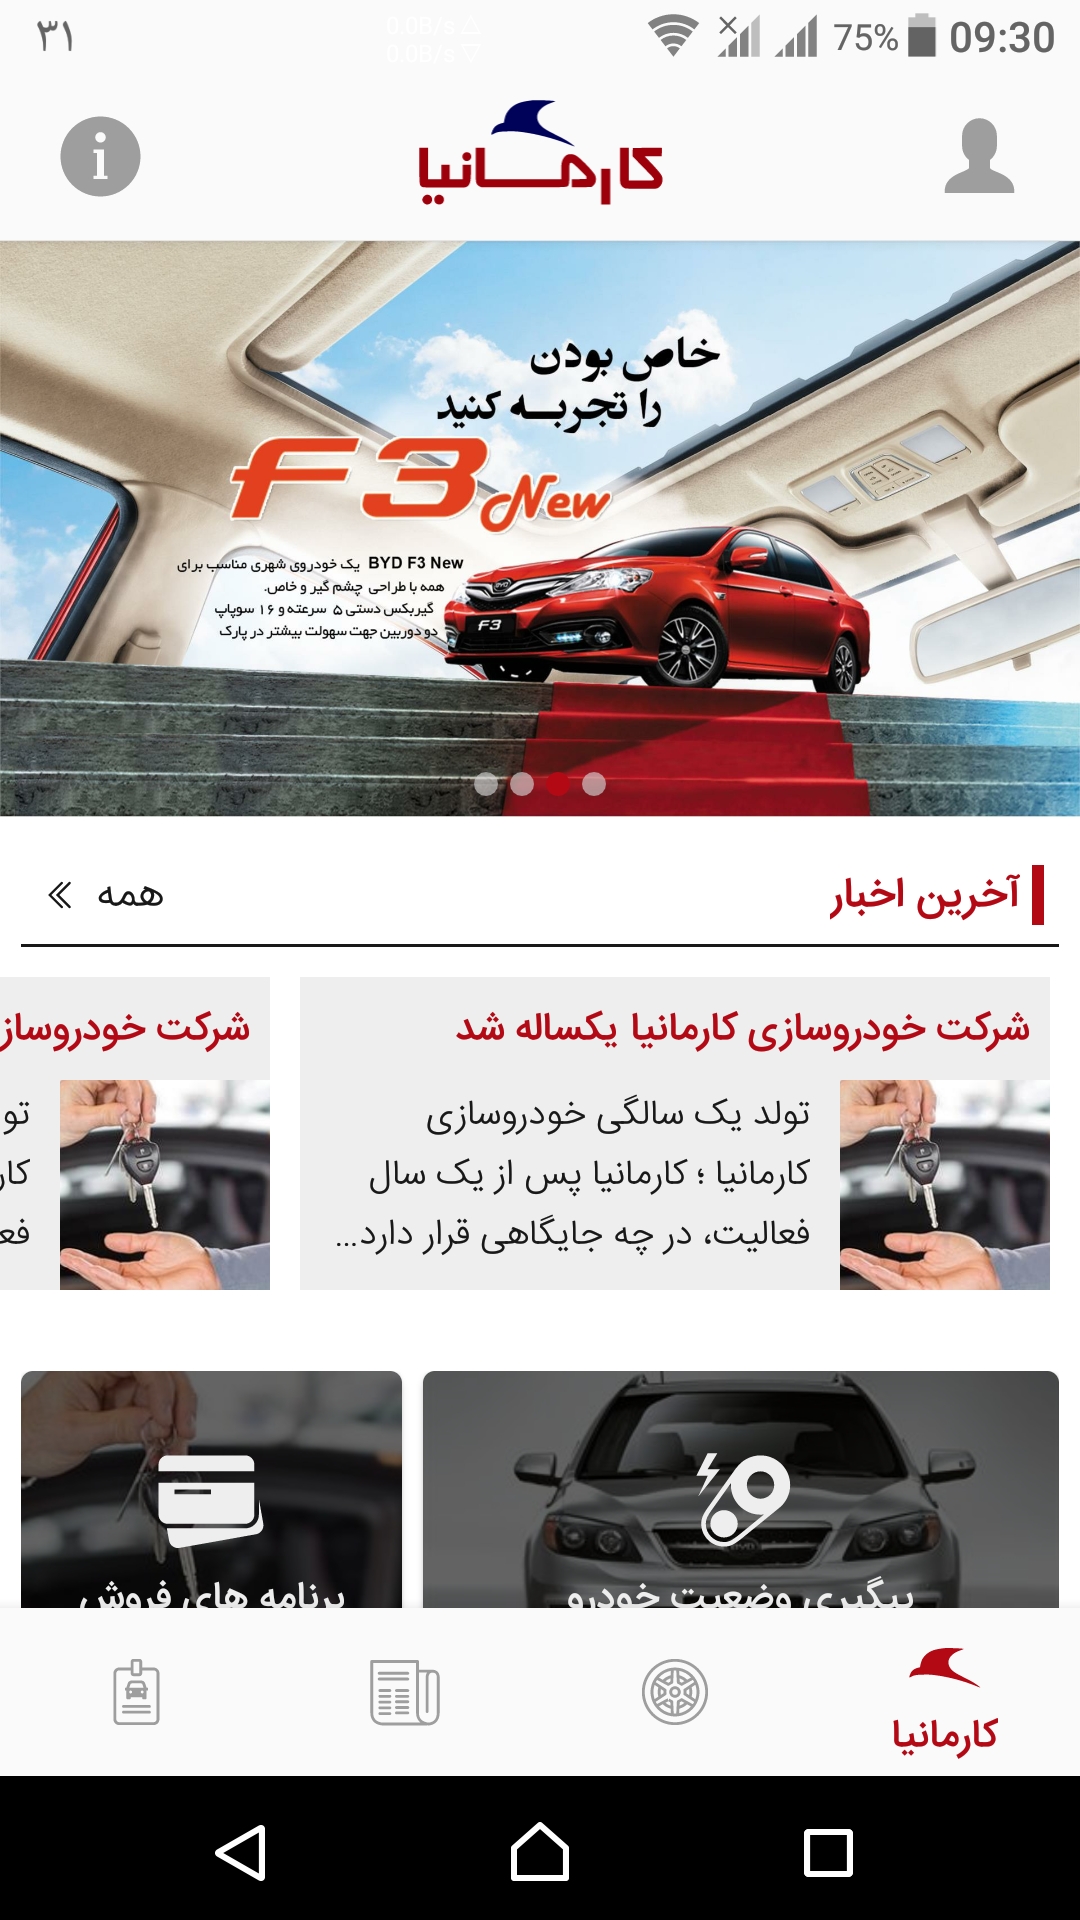 ۳۱
0.0B/s △
0.0B/s ▽
75%
09:30
کارمانیا
خاص بودن
را تجربه کنید
F3 New
BYD F3 New یک خودروی شهری مناسب برای
همه با طراحی چشم گیر و خاص.
گیربکس دستی ۵ سرعته و ۱۶ سوپاپ
دو دوربین جهت سهولت بیشتر در پارک
F3
آخرین اخبار
همه
شرکت خودروسازی کارمانیا یکساله شد
تولد یک سالگی خودروسازی
کارمانیا ؛ کارمانیا پس از یک سال
فعالیت، در چه جایگاهی قرار دارد...
شرکت خودروساز
تو
کار
فع
پیگیری وضعیت خودرو
برنامه های فروش
کارمانیا